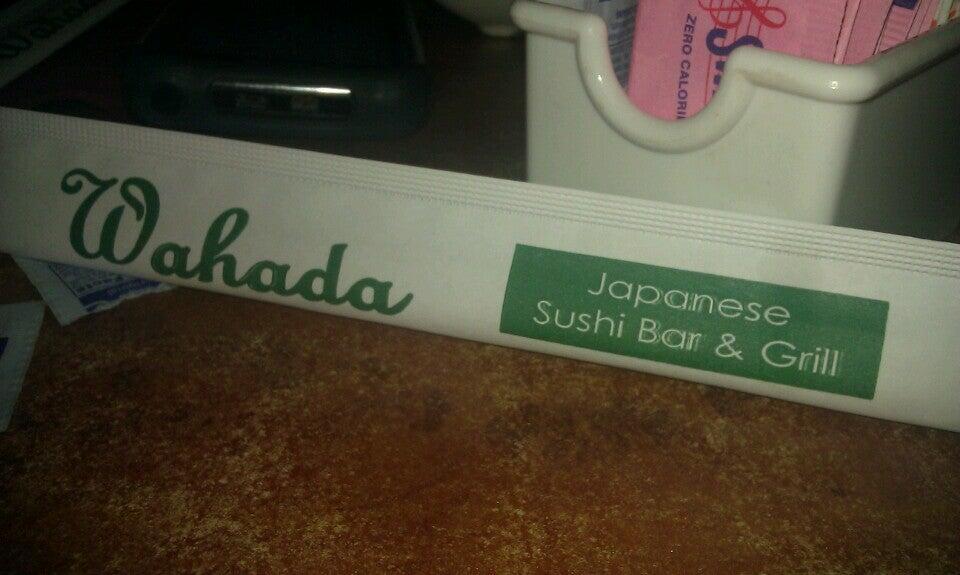 Wahada
Japanese
Sushi Bar & Grill
ZERO CALORI